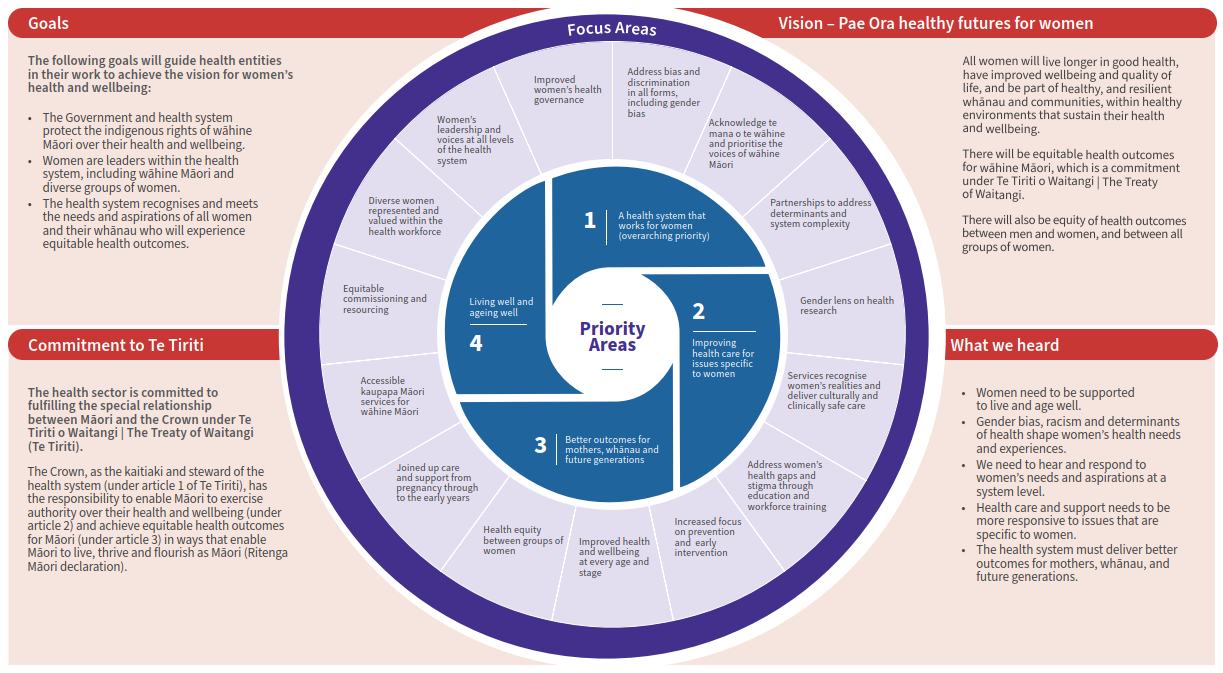 Goals
The following goals will guide health entities
in their work to achieve the vision for women's
health and wellbeing:
• The Government and health system
protect the indigenous rights of wāhine
Māori over their health and wellbeing.
• Women are leaders within the health
system, including wāhine Māori and
diverse groups of women.
• The health system recognises and meets
the needs and aspirations of all women
and their whānau who will experience
equitable health outcomes.
Commitment to Te Tiriti
The health sector is committed to
fulfilling the special relationship
between Māori and the Crown under Te
Tiriti o Waitangi | The Treaty of Waitangi
(Te Tiriti).
The Crown, as the kaitiaki and steward of the
health system (under article 1 of Te Tiriti), has
the responsibility to enable Māori to exercise
authority over their health and wellbeing (under
article 2) and achieve equitable health outcomes
for Māori (under article 3) in ways that enable
Māori to live, thrive and flourish as Māori (Ritenga
Māori declaration).
Focus Areas
Address bias and
discrimination
in all forms,
including gender
bias
Acknowledge te
mana o te wāhine
and prioritise the
voices of wāhine
Māori
Partnerships to address
determinants and
system complexity
Gender lens on health
research
Services recognise
women's realities and
deliver culturally and
clinically safe care
Address women's
health gaps and
stigma through
education and
workforce training
Increased focus
on prevention
and early
intervention
Improved health
and wellbeing
at every age and
stage
Health equity
between groups of
women
Joined up care
and support from
pregnancy through
to the early years
Accessible
kaupapa Māori
services for
wāhine Māori
Equitable
commissioning and
resourcing
Diverse women
represented and
valued within the
health workforce
Women's
leadership and
voices at all levels
of the health
system
Improved
women's health
governance
Priority
Areas
1
A health system that
works for women
(overarching priority)
2
Improving
health care for
issues specific
to women
3
Better outcomes for
mothers, whānau and
future generations
Living well and
ageing well
4
Vision – Pae Ora healthy futures for women
All women will live longer in good health,
have improved wellbeing and quality of
life, and be part of healthy, and resilient
whānau and communities, within healthy
environments that sustain their health
and wellbeing.
There will be equitable health outcomes
for wāhine Māori, which is a commitment
under Te Tiriti o Waitangi | The Treaty
of Waitangi.
There will also be equity of health outcomes
between men and women, and between all
groups of women.
What we heard
• Women need to be supported
to live and age well.
• Gender bias, racism and determinants
of health shape women's health needs
and experiences.
• We need to hear and respond to
women's needs and aspirations at a
system level.
• Health care and support needs to be
more responsive to issues that are
specific to women.
• The health system must deliver better
outcomes for mothers, whānau, and
future generations.